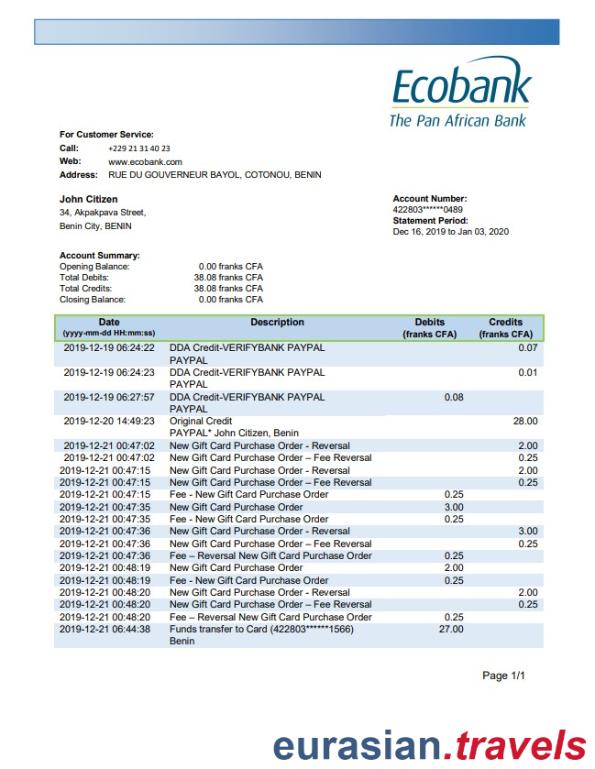 Ecobank
The Pan African Bank
For Customer Service:
Call: +229 21 31 40 23
Web: www.ecobank.com
Address: RUE DU GOUVERNEUR BAYOL, COTONOU, BENIN
John Citizen
34, Akpakpava Street,
Benin City, BENIN
Account Number:
422803******0489
Statement Period:
Dec 16, 2019 to Jan 03, 2020
Account Summary:
Opening Balance: 0.00 franks CFA
Total Debits: 38.08 franks CFA
Total Credits: 38.08 franks CFA
Closing Balance: 0.00 franks CFA
Date Description Debits Credits
(yyyy-mm-dd HH:mm:ss) (franks CFA) (franks CFA)
2019-12-19 06:24:22 DDA Credit-VERIFYBANK PAYPAL 0.07
PAYPAL
2019-12-19 06:24:23 DDA Credit-VERIFYBANK PAYPAL 0.01
PAYPAL
2019-12-19 06:27:57 DDA Credit-VERIFYBANK PAYPAL 0.08
PAYPAL
2019-12-20 14:49:23 Original Credit 28.00
PAYPAL* John Citizen, Benin
2019-12-21 00:47:02 New Gift Card Purchase Order - Reversal 2.00
2019-12-21 00:47:02 New Gift Card Purchase Order – Fee Reversal 0.25
2019-12-21 00:47:15 New Gift Card Purchase Order - Reversal 2.00
2019-12-21 00:47:15 New Gift Card Purchase Order – Fee Reversal 0.25
2019-12-21 00:47:15 Fee - New Gift Card Purchase Order 0.25
2019-12-21 00:47:35 New Gift Card Purchase Order 3.00
2019-12-21 00:47:35 Fee - New Gift Card Purchase Order 0.25
2019-12-21 00:47:36 New Gift Card Purchase Order - Reversal 3.00
2019-12-21 00:47:36 New Gift Card Purchase Order – Fee Reversal 0.25
2019-12-21 00:47:36 Fee – Reversal New Gift Card Purchase Order 0.25
2019-12-21 00:48:19 New Gift Card Purchase Order 2.00
2019-12-21 00:48:19 Fee - New Gift Card Purchase Order 0.25
2019-12-21 00:48:20 New Gift Card Purchase Order - Reversal 2.00
2019-12-21 00:48:20 New Gift Card Purchase Order – Fee Reversal 0.25
2019-12-21 00:48:20 Fee – Reversal New Gift Card Purchase Order 0.25
2019-12-21 06:44:38 Funds transfer to Card (422803******1566) 27.00
Benin
Page 1/1
eurasian.travels